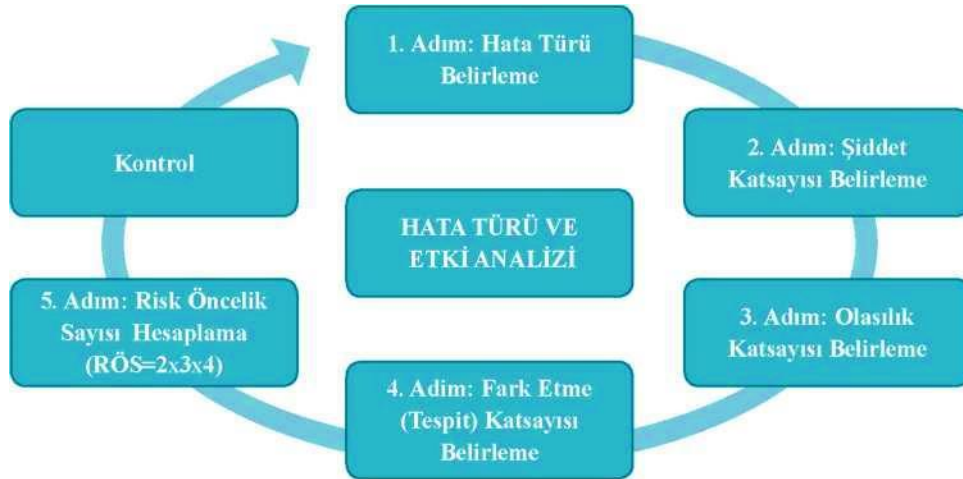 1. Adım: Hata Türü
Belirleme
2. Adım: Şiddet
Katsayısı Belirleme
3. Adım: Olasılık
Katsayısı Belirleme
4. Adim: Fark Etme
(Tespit) Katsayısı
Belirleme
5. Adım: Risk Öncelik
Sayısı Hesaplama
(RÖS=2x3x4)
Kontrol
HATA TÜRÜ VE
ETKİ ANALİZİ